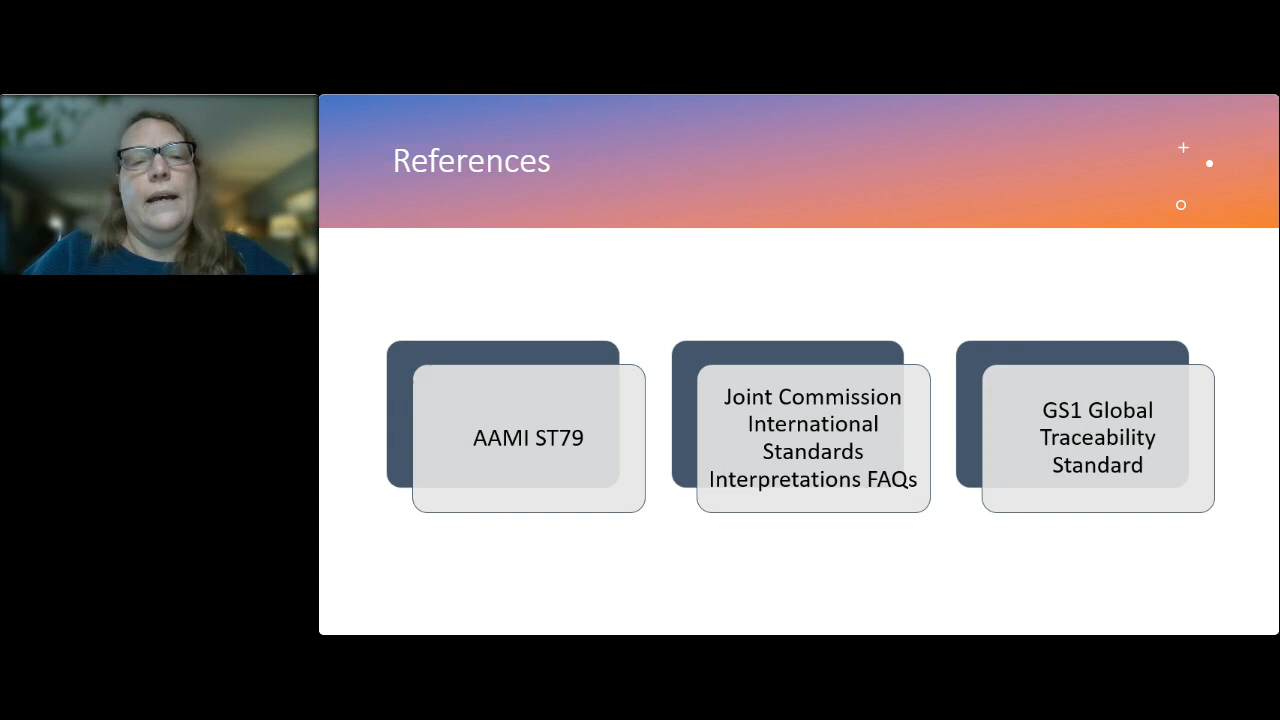 References
AAMI ST79
Joint Commission
International
Standards
Interpretations FAQs
GS1 Global
Traceability
Standard